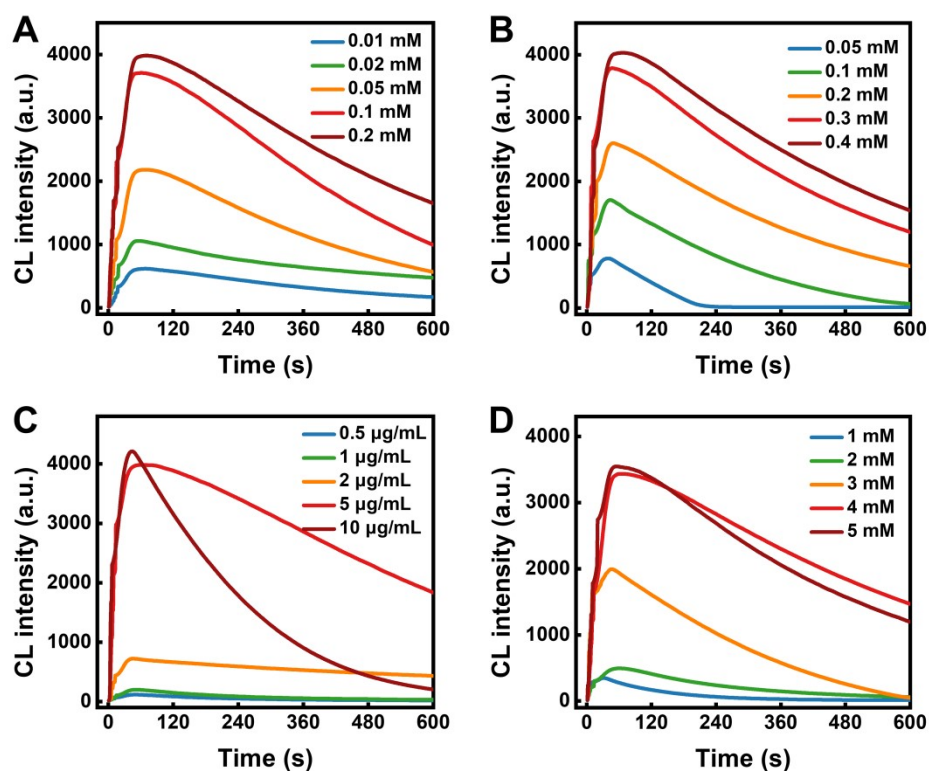 A
CL intensity (a.u.)
4000
3000
2000
1000
0
0.01 mM
0.02 mM
0.05 mM
0.1 mM
0.2 mM
0 120 240 360 480 600
Time (s)
B
CL intensity (a.u.)
4000
3000
2000
1000
0
0.05 mM
0.1 mM
0.2 mM
0.3 mM
0.4 mM
0 120 240 360 480 600
Time (s)
C
CL intensity (a.u.)
4000
3000
2000
1000
0
0.5 μg/mL
1 μg/mL
2 μg/mL
5 μg/mL
10 μg/mL
0 120 240 360 480 600
Time (s)
D
CL intensity (a.u.)
4000
3000
2000
1000
0
1 mM
2 mM
3 mM
4 mM
5 mM
0 120 240 360 480 600
Time (s)